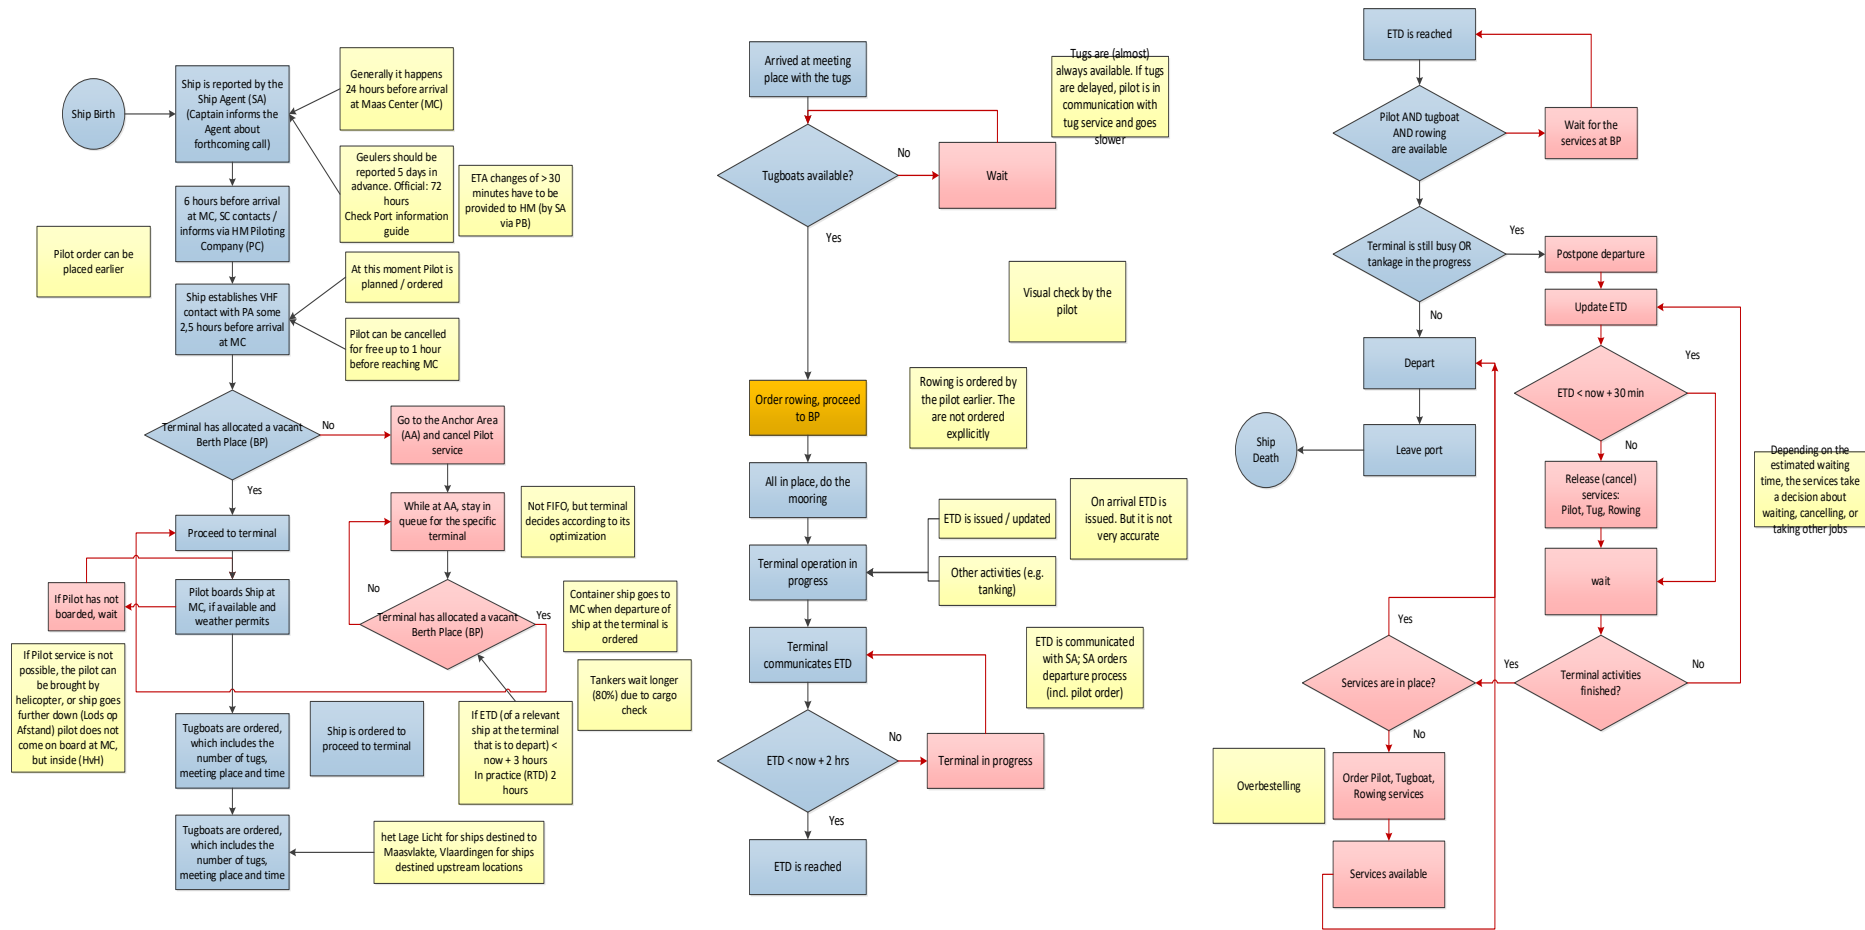 Ship Birth
Ship is reported by the
Ship Agent (SA)
(Captain informs the
Agent about
forthcoming call)
Generally it happens
24 hours before arrival
at Maas Center (MC)
Geulers should be
reported 5 days in
advance. Official: 72
hours
Check Port information
guide
ETA changes of > 30
minutes have to be
provided to HM (by SA
via PB)
6 hours before arrival
at MC, SC contacts /
informs via HM Piloting
Company (PC)
Pilot order can be
placed earlier
At this moment Pilot is
planned / ordered
Ship establishes VHF
contact with PA some
2,5 hours before arrival
at MC
Pilot can be cancelled
for free up to 1 hour
before reaching MC
Terminal has allocated a vacant
Berth Place (BP)
No
Yes
Go to the Anchor Area
(AA) and cancel Pilot
service
While at AA, stay in
queue for the specific
terminal
Not FIFO, but terminal
decides according to its
optimization
Proceed to terminal
If Pilot has not
boarded, wait
Pilot boards Ship at
MC, if available and
weather permits
No
Terminal has allocated a vacant
Berth Place (BP)
Yes
Container ship goes to
MC when departure of
ship at the terminal is
ordered
If Pilot service is not
possible, the pilot can
be brought by
helicopter, or ship goes
further down (Lods op
Afstand) pilot does not
come on board at MC,
but inside (HvH)
Tankers wait longer
(80%) due to cargo
check
Tugboats are ordered,
which includes the
number of tugs,
meeting place and time
Ship is ordered to
proceed to terminal
If ETD (of a relevant
ship at the terminal
that is to depart) <
now + 3 hours
In practice (RTD) 2
hours
Tugboats are ordered,
which includes the
number of tugs,
meeting place and time
het Lage Licht for ships destined to
Maasvlakte, Vlaardingen for ships
destined upstream locations
Arrived at meeting
place with the tugs
Tugs are (almost)
always available. If tugs
are delayed, pilot is in
communication with
tug service and goes
slower
Tugboats available?
No
Wait
Yes
Visual check by the
pilot
Order rowing, proceed
to BP
Rowing is ordered by
the pilot earlier. The
are not ordered
expllicitly
All in place, do the
mooring
ETD is issued / updated
On arrival ETD is
issued. But it is not
very accurate
Terminal operation in
progress
Other activities (e.g.
tanking)
Terminal
communicates ETD
ETD is communicated
with SA; SA orders
departure process
(incl. pilot order)
ETD < now + 2 hrs
No
Terminal in progress
Yes
ETD is reached
ETD is reached
Pilot AND tugboat
AND rowing
are available
Wait for the
services at BP
Terminal is still busy OR
tankage in the progress
Yes
Postpone departure
No
Update ETD
Depart
ETD < now + 30 min
Yes
No
Leave port
Ship
Death
Release (cancel)
services:
Pilot, Tug, Rowing
Depending on the
estimated waiting
time, the services take
a decision about
waiting, cancelling, or
taking other jobs
wait
Yes
Services are in place?
Yes
Terminal activities
finished?
No
No
Overbestelling
Order Pilot, Tugboat,
Rowing services
Services available